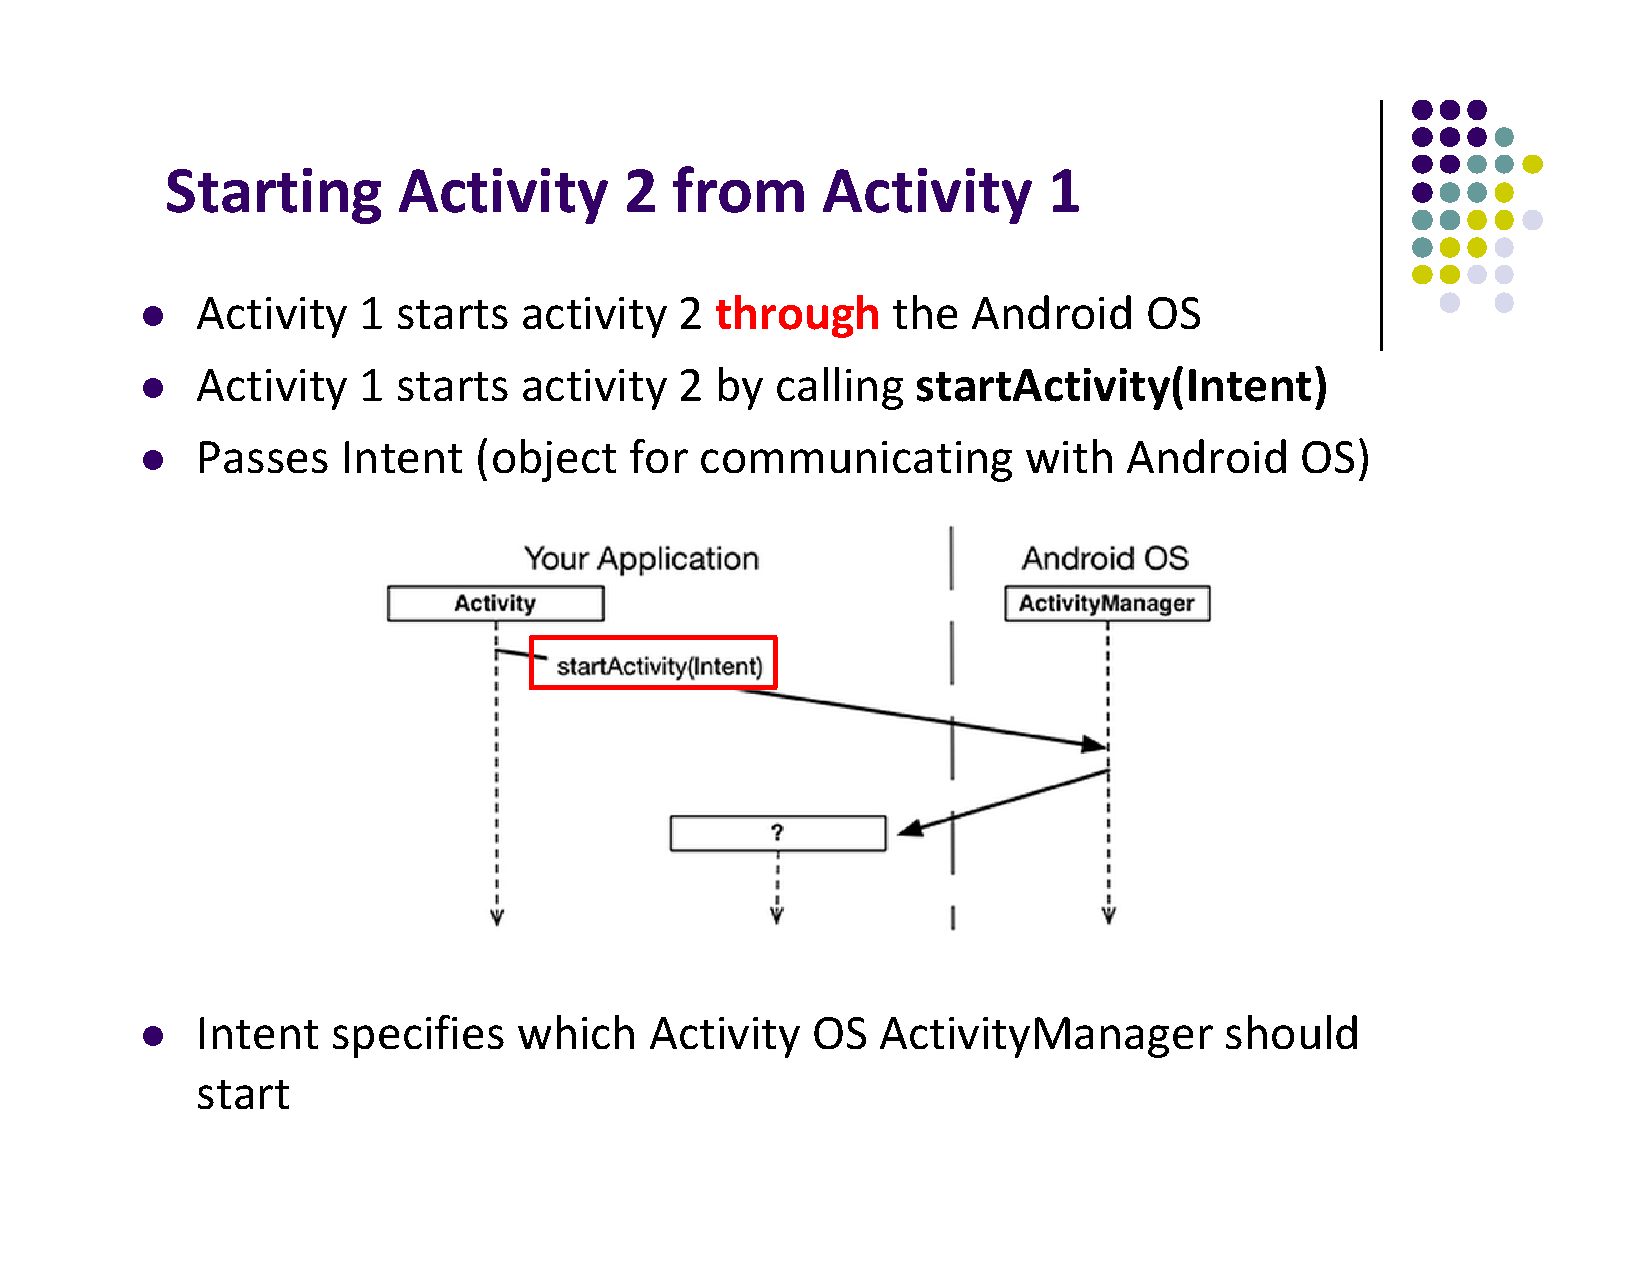 Starting Activity 2 from Activity 1
Activity 1 starts activity 2 through the Android OS
Activity 1 starts activity 2 by calling startActivity(Intent)
Passes Intent (object for communicating with Android OS)
Your Application
Android OS
Activity
ActivityManager
startActivity(Intent)
?
Intent specifies which Activity OS ActivityManager should
start